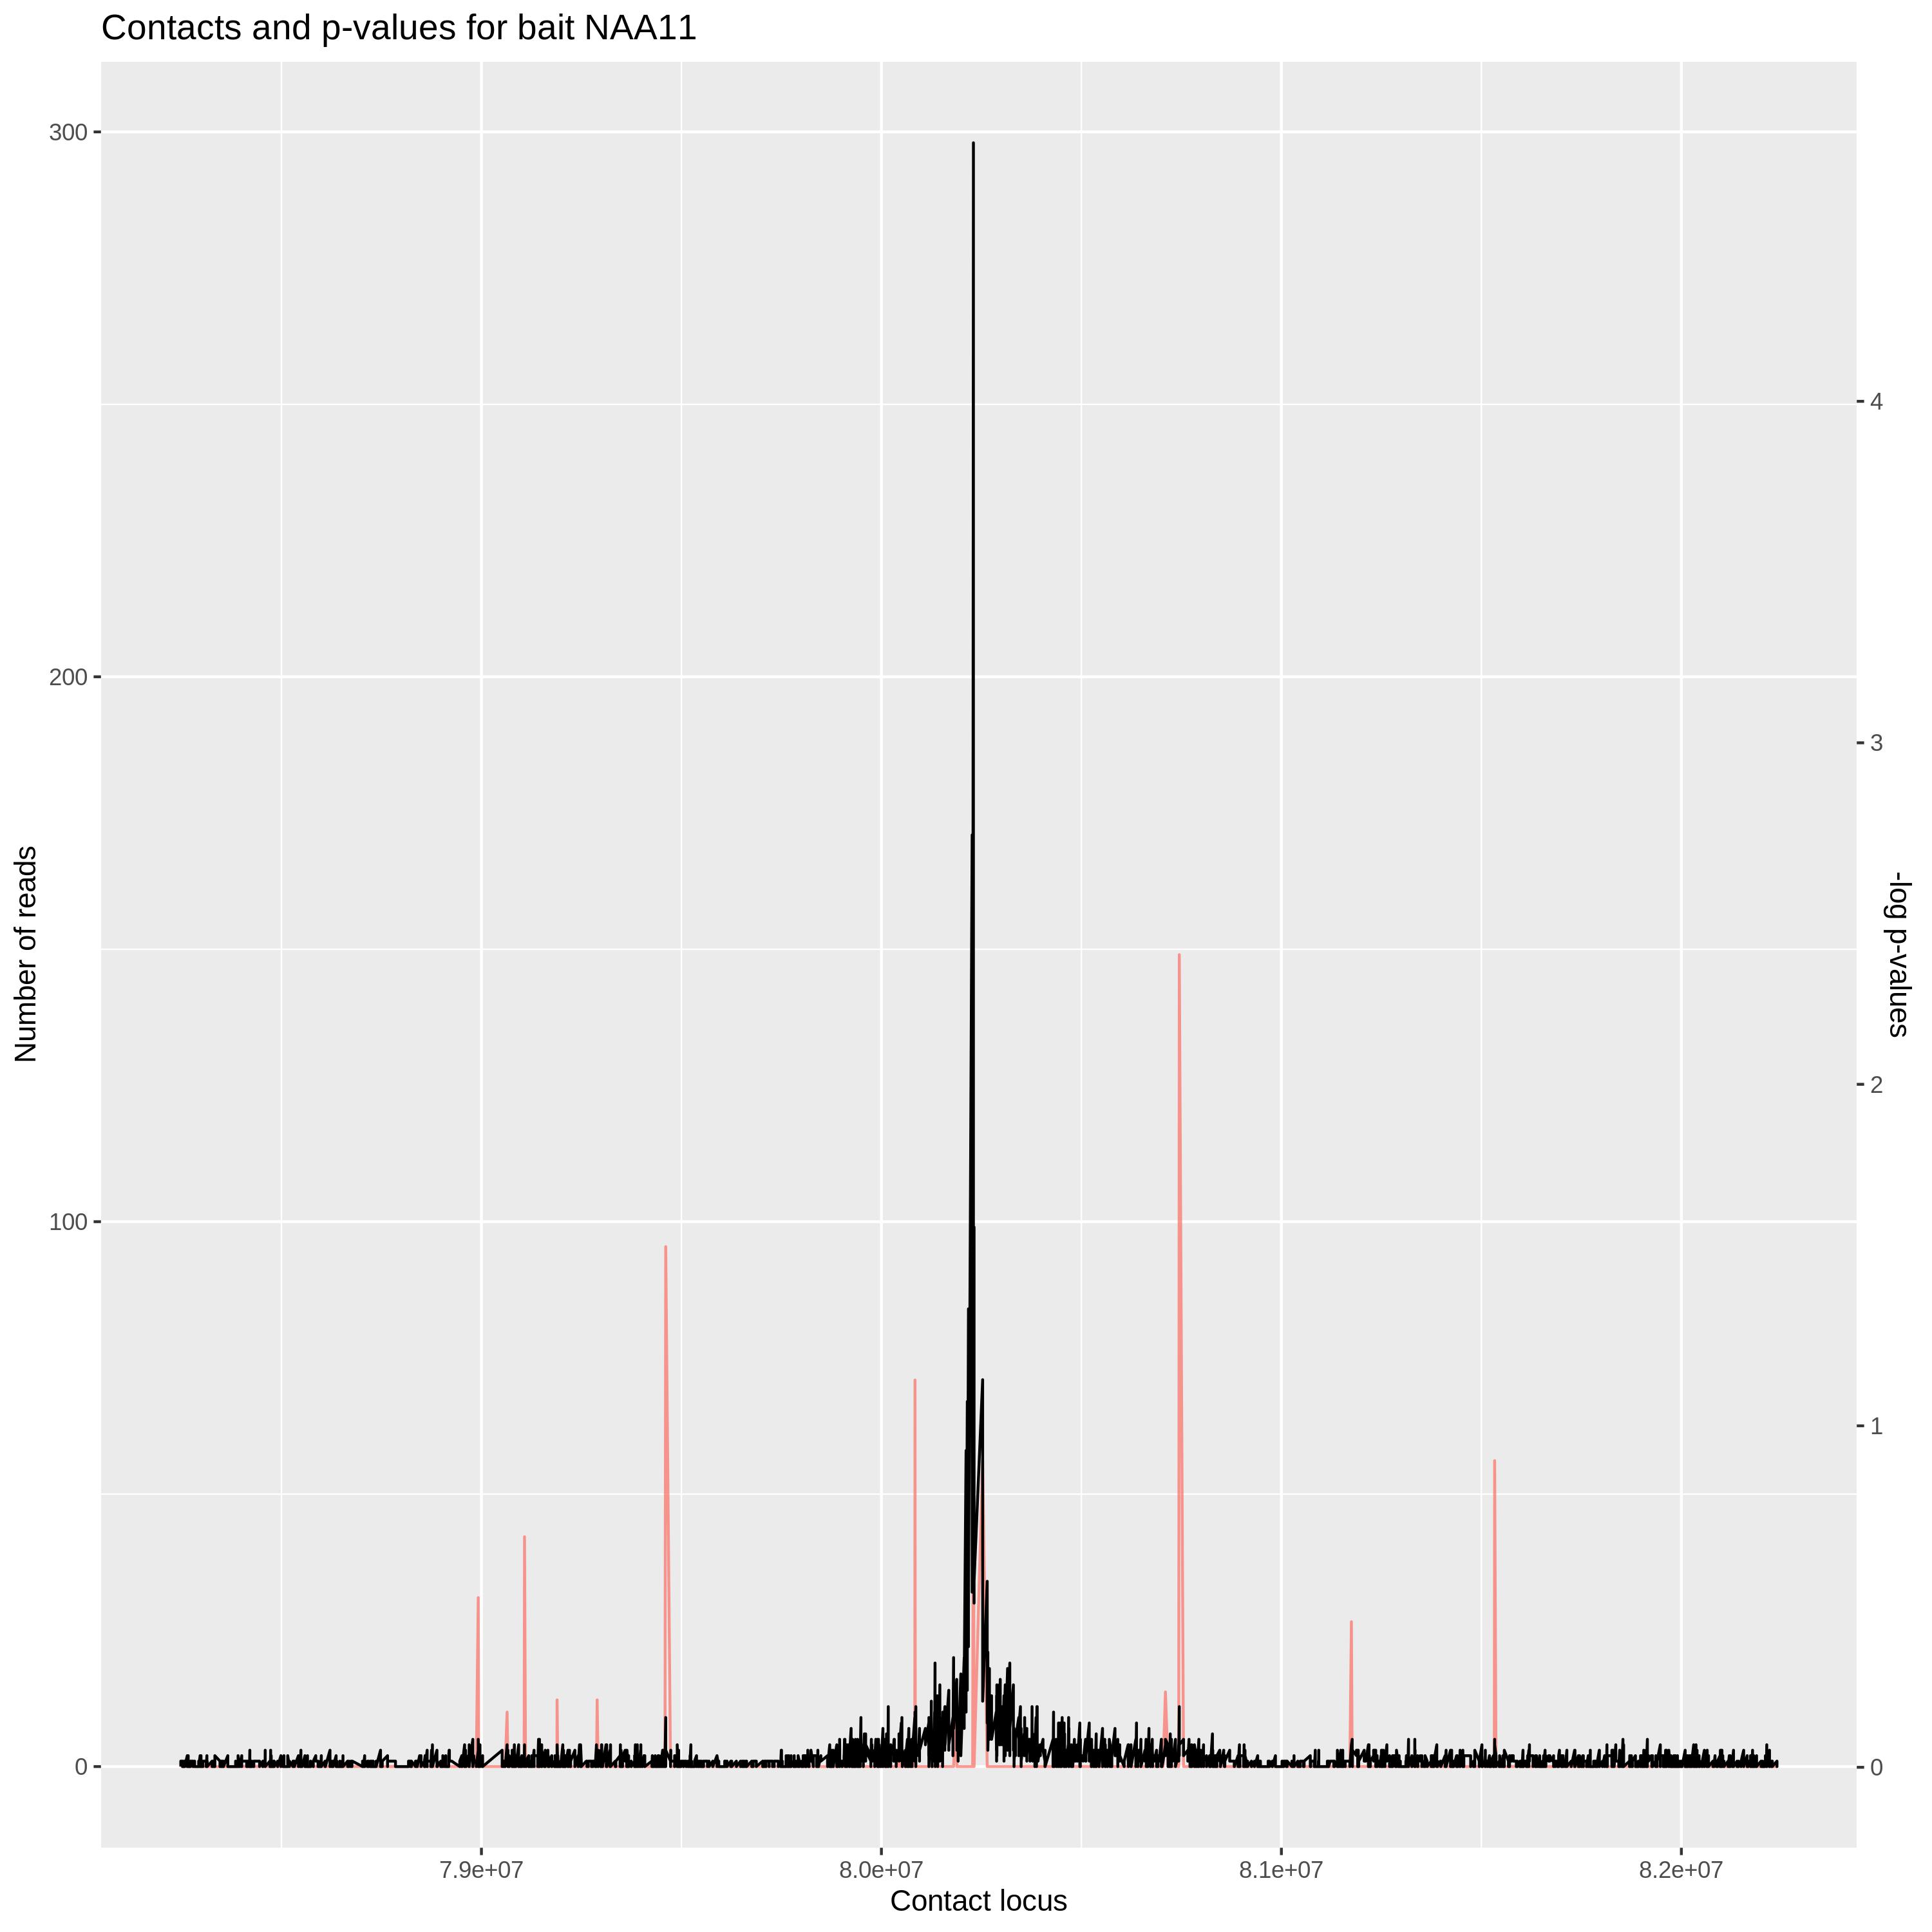 Contacts and p-values for bait NAA11
300
200
100
0
Number of reads
4
3
2
1
0
-log p-values
7.9e+07
8.0e+07
8.1e+07
8.2e+07
Contact locus